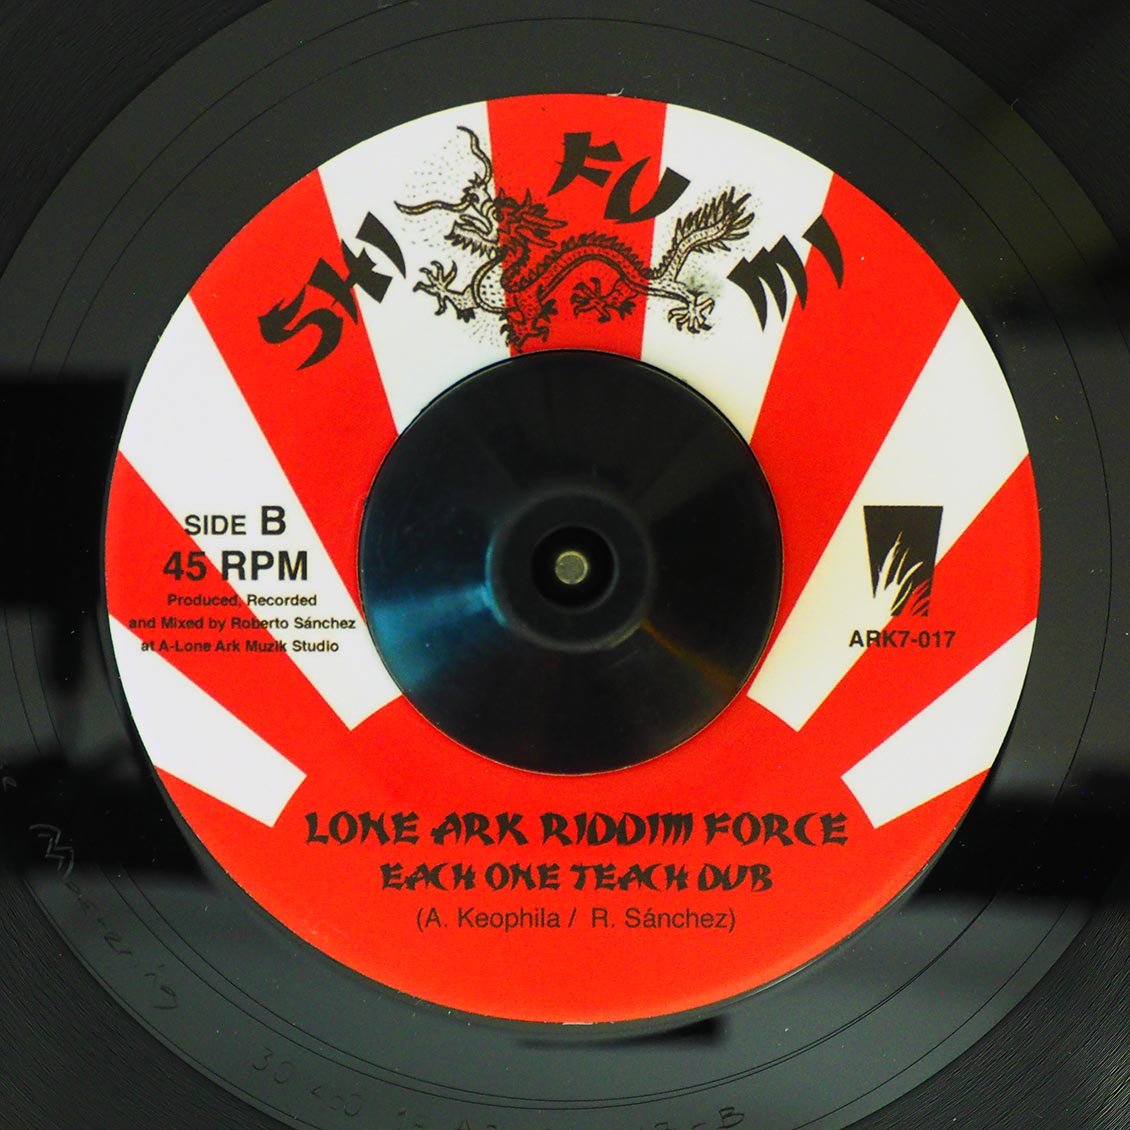 SHI FU MI
SIDE B
45 RPM
Produced, Recorded
and Mixed by Roberto Sánchez
at A-Lone Ark Muzik Studio
ARK7-017
LONE ARK RIDDIM FORCE
EACH ONE TEACH DUB
(A. Keophila / R. Sánchez)